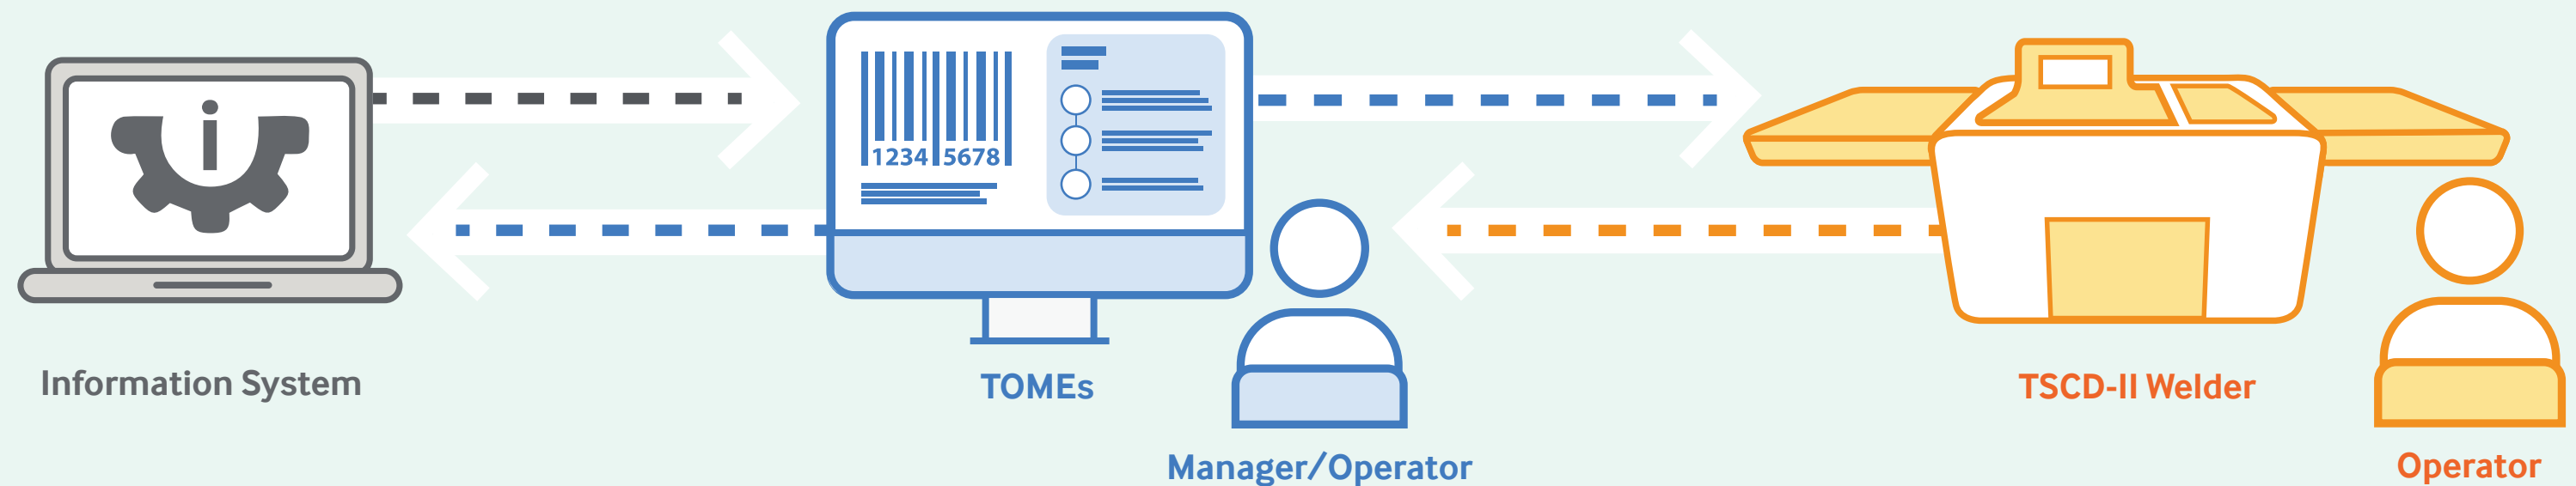 i
1234 5678
Information System
TOMEs
TSCD-II Welder
Manager/Operator
Operator